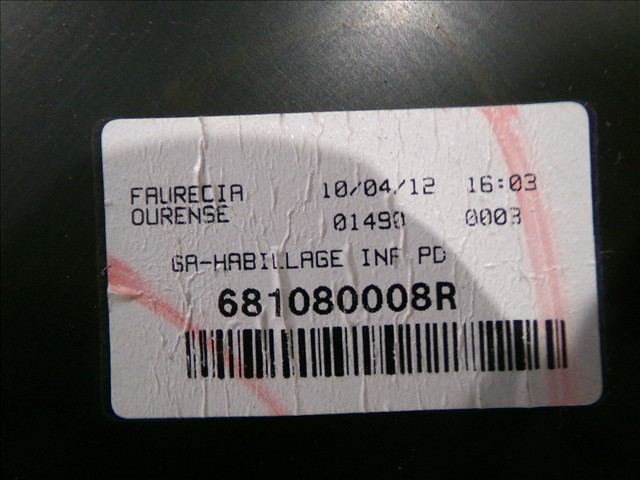 FAURECIA 10/04/12 16:03
OURENSE 01490 0003
GA-HABILLAGE INF PD
681080008R